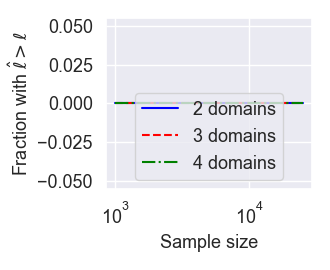 0.050
0.025
0.000
−0.025
−0.050
Fraction with ℓ̂ > ℓ
2 domains
3 domains
4 domains
10³ 10⁴
Sample size